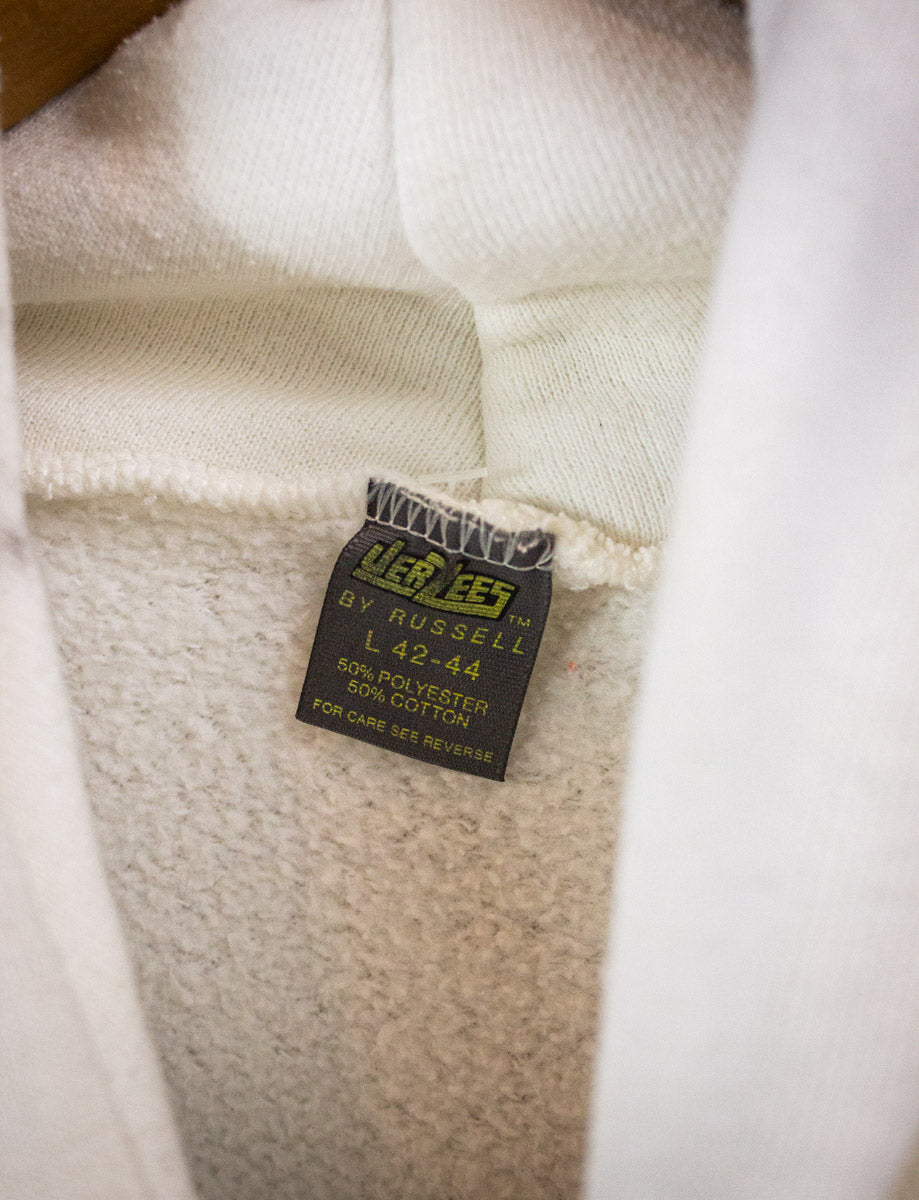 JERZEES
BY RUSSELL™
L 42-44
50% POLYESTER
50% COTTON
FOR CARE SEE REVERSE